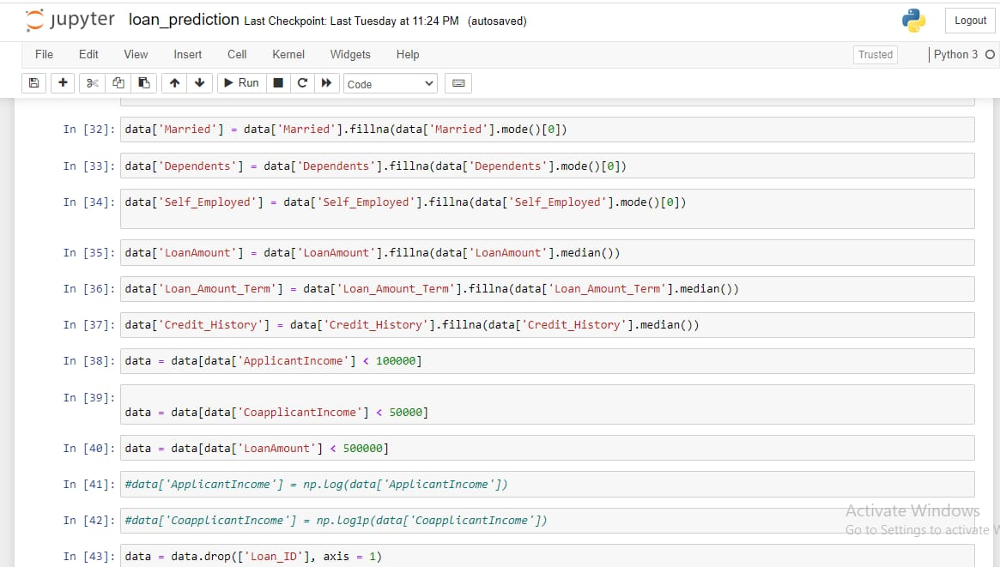 jupyter loan_prediction Last Checkpoint: Last Tuesday at 11:24 PM (autosaved) Logout
File Edit View Insert Cell Kernel Widgets Help Trusted Python 3
Run Code
In [32]: data['Married'] = data['Married'].fillna(data['Married'].mode()[0])
In [33]: data['Dependents'] = data['Dependents'].fillna(data['Dependents'].mode()[0])
In [34]: data['Self_Employed'] = data['Self_Employed'].fillna(data['Self_Employed'].mode()[0])
In [35]: data['LoanAmount'] = data['LoanAmount'].fillna(data['LoanAmount'].median())
In [36]: data['Loan_Amount_Term'] = data['Loan_Amount_Term'].fillna(data['Loan_Amount_Term'].median())
In [37]: data['Credit_History'] = data['Credit_History'].fillna(data['Credit_History'].median())
In [38]: data = data[data['ApplicantIncome'] < 100000]
In [39]:
data = data[data['CoapplicantIncome'] < 50000]
In [40]: data = data[data['LoanAmount'] < 500000]
In [41]: #data['ApplicantIncome'] = np.log(data['ApplicantIncome'])
In [42]: #data['CoapplicantIncome'] = np.log1p(data['CoapplicantIncome'])
Activate Windows
Go to Settings to activate W
In [43]: data = data.drop(['Loan_ID'], axis = 1)